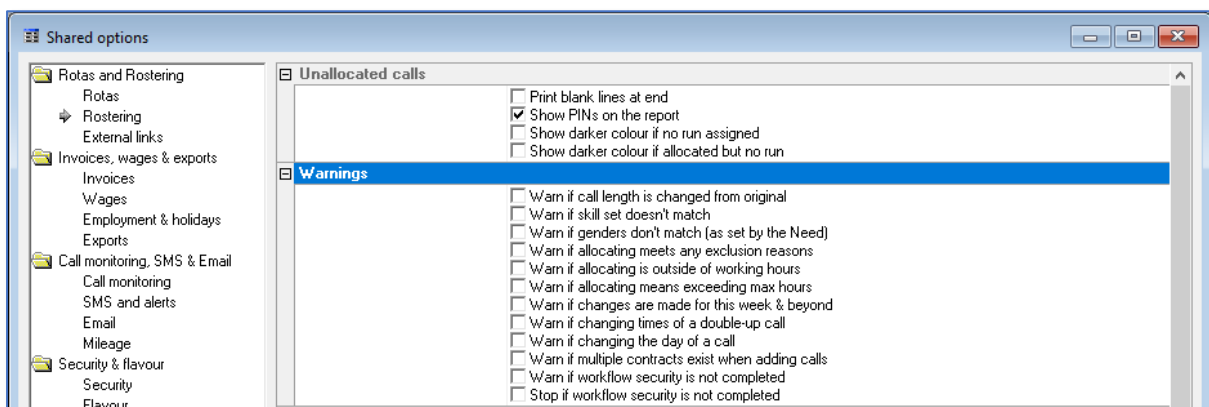 Shared options
Rotas and Rostering
Rotas
Rostering
External links
Invoices, wages & exports
Invoices
Wages
Employment & holidays
Exports
Call monitoring, SMS & Email
Call monitoring
SMS and alerts
Email
Mileage
Security & flavour
Security
Flavour
Unallocated calls
Print blank lines at end
Show PINs on the report
Show darker colour if no run assigned
Show darker colour if allocated but no run
Warnings
Warn if call length is changed from original
Warn if skill set doesn't match
Warn if genders don't match (as set by the Need)
Warn if allocating meets any exclusion reasons
Warn if allocating is outside of working hours
Warn if allocating means exceeding max hours
Warn if changes are made for this week & beyond
Warn if changing times of a double-up call
Warn if changing the day of a call
Warn if multiple contracts exist when adding calls
Warn if workflow security is not completed
Stop if workflow security is not completed